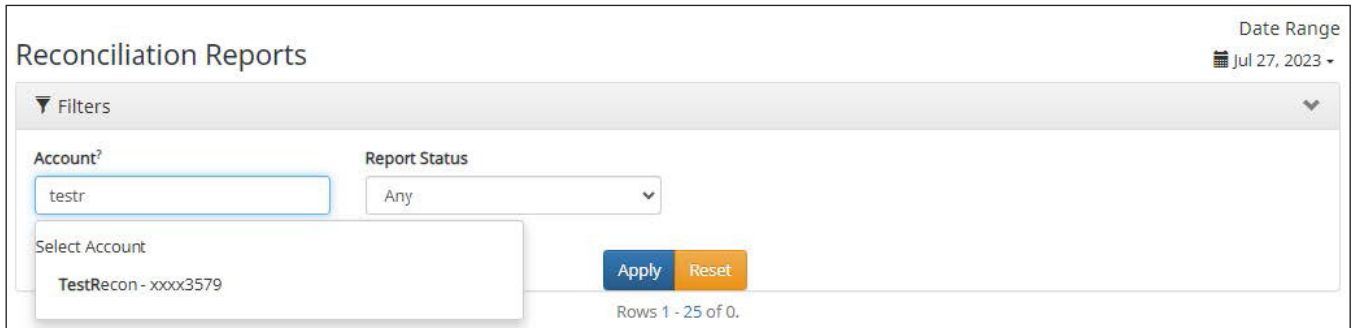 Date Range
Reconciliation Reports
Jul 27, 2023
Filters
Account?
Report Status
testr
Any
Select Account
TestRecon - xxxx3579
Apply
Reset
Rows 1 - 25 of 0.